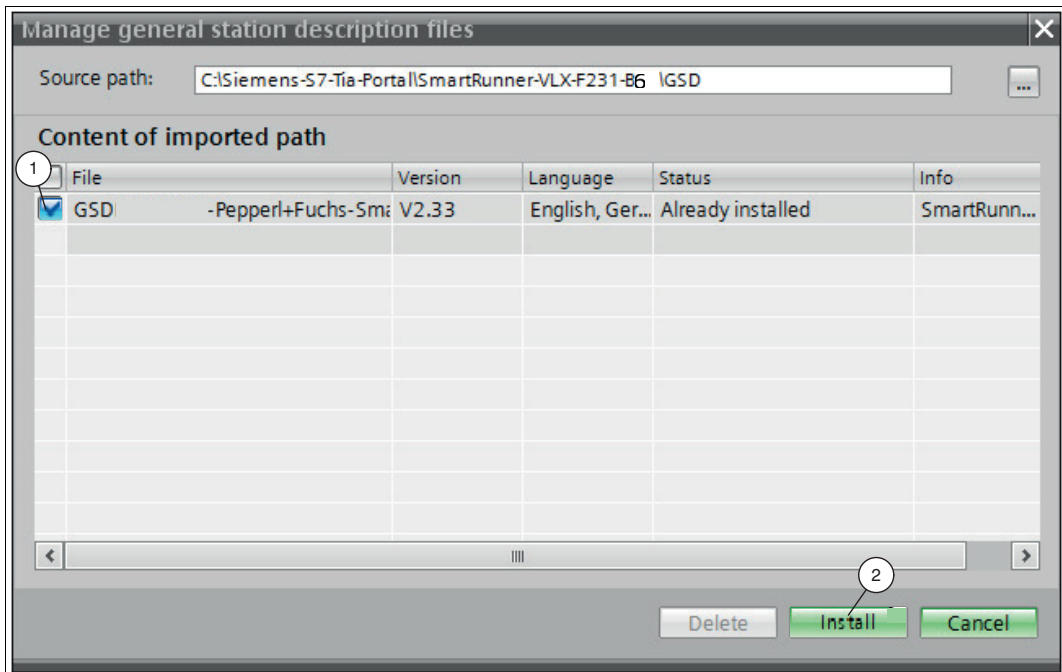 Manage general station description files
Source path: C:\Siemens-S7-Tia-Portal\SmartRunner-VLX-F231-B6 \GSD ...
Content of imported path
1
File Version Language Status Info
GSD -Pepperl+Fuchs-Sma V2.33 English, Ger... Already installed SmartRunn...
2
Delete Install Cancel